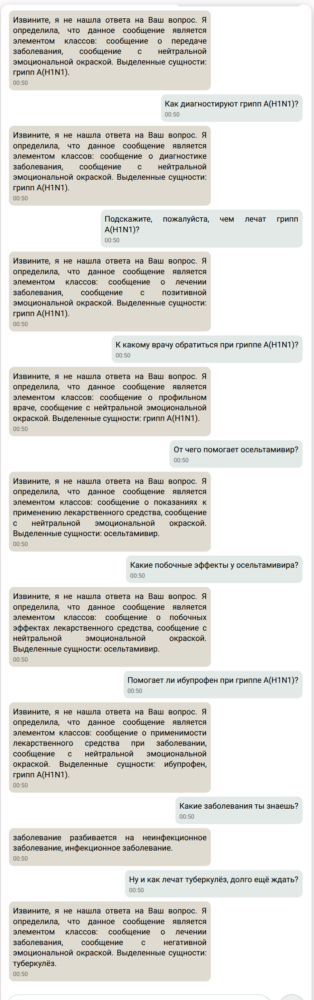 Извините, я не нашла ответа на Ваш вопрос. Я
определила, что данное сообщение является
элементом классов: сообщение о передаче
заболевания, сообщение с нейтральной
эмоциональной окраской. Выделенные сущности:
грипп A(H1N1).
00:50
Как диагностируют грипп A(H1N1)?
00:50
Извините, я не нашла ответа на Ваш вопрос. Я
определила, что данное сообщение является
элементом классов: сообщение о диагностике
заболевания, сообщение с нейтральной
эмоциональной окраской. Выделенные сущности:
грипп A(H1N1).
00:50
Подскажите, пожалуйста, чем лечат грипп
A(H1N1)?
00:50
Извините, я не нашла ответа на Ваш вопрос. Я
определила, что данное сообщение является
элементом классов: сообщение о лечении
заболевания, сообщение с позитивной
эмоциональной окраской. Выделенные сущности:
грипп A(H1N1).
00:50
К какому врачу обратиться при гриппе A(H1N1)?
00:50
Извините, я не нашла ответа на Ваш вопрос. Я
определила, что данное сообщение является
элементом классов: сообщение о профильном
враче, сообщение с нейтральной эмоциональной
окраской. Выделенные сущности: грипп A(H1N1).
00:50
От чего помогает осельтамивир?
00:50
Извините, я не нашла ответа на Ваш вопрос. Я
определила, что данное сообщение является
элементом классов: сообщение о показаниях к
применению лекарственного средства, сообщение
с нейтральной эмоциональной окраской.
Выделенные сущности: осельтамивир.
00:50
Какие побочные эффекты у осельтамивира?
00:50
Извините, я не нашла ответа на Ваш вопрос. Я
определила, что данное сообщение является
элементом классов: сообщение о побочных
эффектах лекарственного средства, сообщение с
нейтральной эмоциональной окраской.
Выделенные сущности: осельтамивир.
00:50
Помогает ли ибупрофен при гриппе A(H1N1)?
00:50
Извините, я не нашла ответа на Ваш вопрос. Я
определила, что данное сообщение является
элементом классов: сообщение о применимости
лекарственного средства при заболевании,
сообщение с нейтральной эмоциональной
окраской. Выделенные сущности: ибупрофен,
грипп A(H1N1).
00:50
Какие заболевания ты знаешь?
00:50
заболевание разбивается на неинфекционное
заболевание, инфекционное заболевание.
00:50
Ну и как лечат туберкулёз, долго ещё ждать?
00:50
Извините, я не нашла ответа на Ваш вопрос. Я
определила, что данное сообщение является
элементом классов: сообщение о лечении
заболевания, сообщение с негативной
эмоциональной окраской. Выделенные сущности:
туберкулёз.
00:50